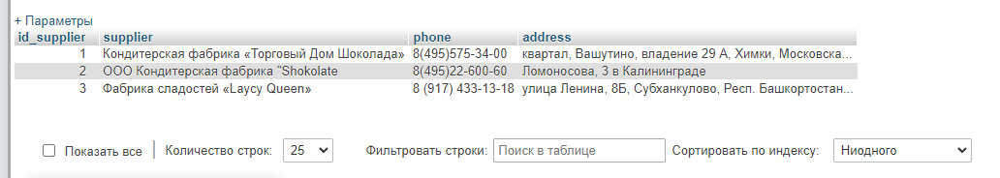 + Параметры
id_supplier supplier phone address
1 Кондитерская фабрика «Торговый Дом Шоколада» 8(495)575-34-00 квартал, Вашутино, владение 29 А, Химки, Московска...
2 ООО Кондитерская фабрика "Shokolate 8(495)22-600-60 Ломоносова, 3 в Калининграде
3 Фабрика сладостей «Laycy Queen» 8 (917) 433-13-18 улица Ленина, 8Б, Субханкулово, Респ. Башкортостан...
Показать все Количество строк: 25 Фильтровать строки: Поиск в таблице Сортировать по индексу: Ниодного